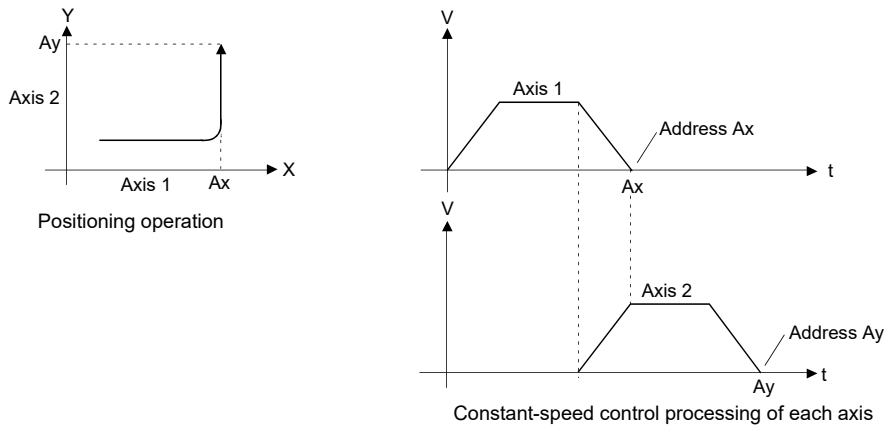 Y
Ay
Axis 2
Axis 1
Ax
X
Positioning operation
V
Axis 1
Address Ax
t
Ax
V
Axis 2
Address Ay
t
Ay
Constant-speed control processing of each axis